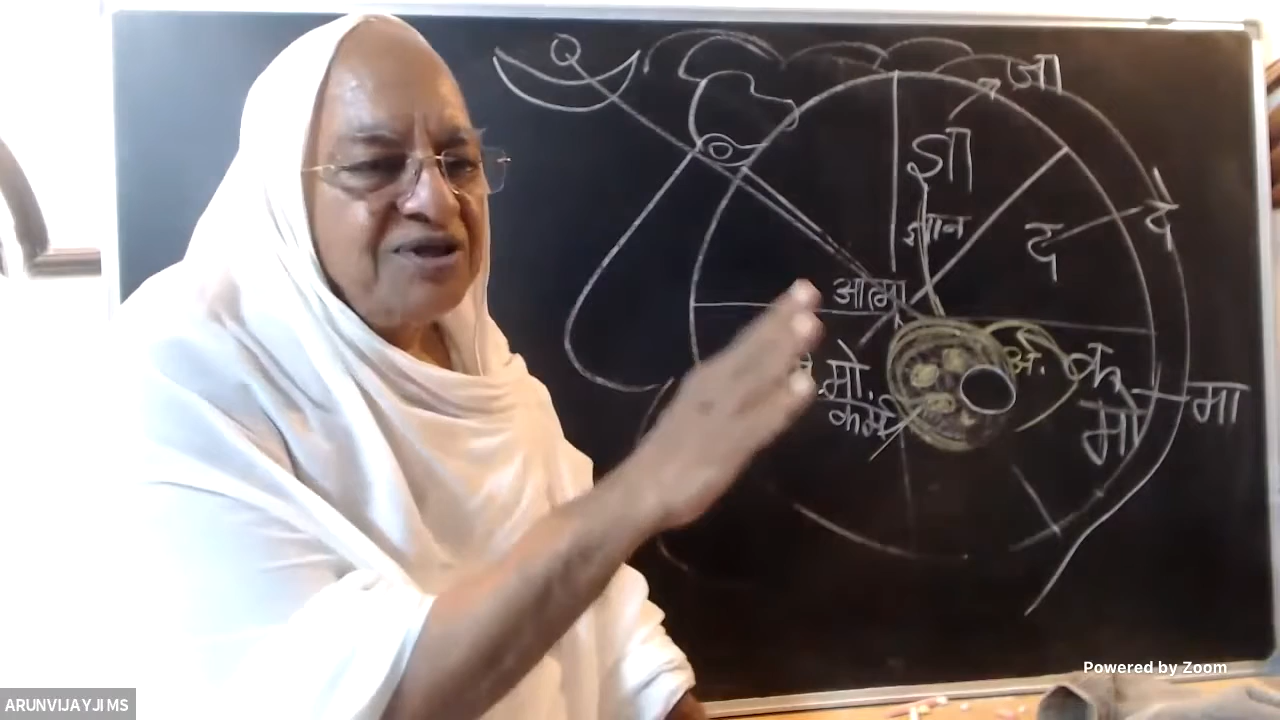 जा
ज्ञा
ज्ञान
द
दे
आत्मा
अ.
क
मो.
कर्म
मो
मा
Powered by Zoom
ARUNVIJAYJI MS